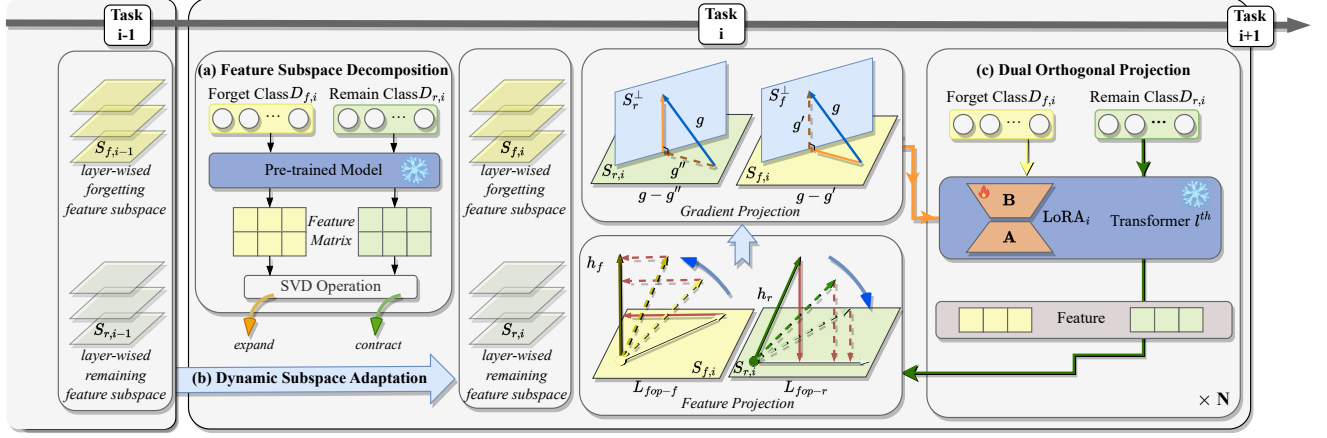 Task
i-1
Task
i
Task
i+1
S_{f,i-1}
layer-wised
forgetting
feature subspace
S_{r,i-1}
layer-wised
remaining
feature subspace
(a) Feature Subspace Decomposition
Forget Class D_{f,i}
Remain Class D_{r,i}
...
...
Pre-trained Model
Feature
Matrix
SVD Operation
expand
contract
(b) Dynamic Subspace Adaptation
S_{f,i}
layer-wised
forgetting
feature subspace
S_{r,i}
layer-wised
remaining
feature subspace
S_r^⊥
g
g''
S_{r,i}
g − g''
S_f^⊥
g
g'
S_{f,i}
g − g'
Gradient Projection
h_f
S_{f,i}
L_{fop-f}
h_r
S_{r,i}
L_{fop-r}
Feature Projection
(c) Dual Orthogonal Projection
Forget Class D_{f,i}
Remain Class D_{r,i}
...
...
B
A
LoRA_i
Transformer l^{th}
Feature
× N